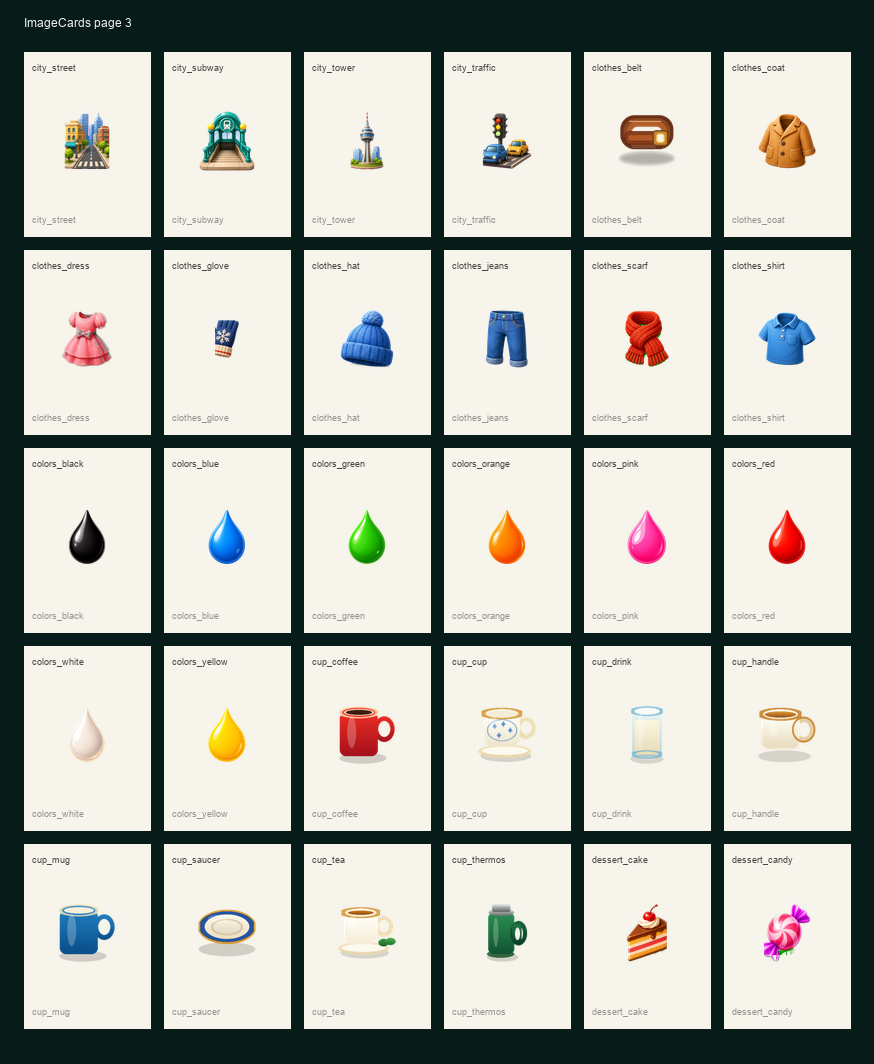 ImageCards page 3
city_street
city_subway
city_tower
city_traffic
clothes_belt
clothes_coat
city_street
city_subway
city_tower
city_traffic
clothes_belt
clothes_coat
clothes_dress
clothes_glove
clothes_hat
clothes_jeans
clothes_scarf
clothes_shirt
clothes_dress
clothes_glove
clothes_hat
clothes_jeans
clothes_scarf
clothes_shirt
colors_black
colors_blue
colors_green
colors_orange
colors_pink
colors_red
colors_black
colors_blue
colors_green
colors_orange
colors_pink
colors_red
colors_white
colors_yellow
cup_coffee
cup_cup
cup_drink
cup_handle
colors_white
colors_yellow
cup_coffee
cup_cup
cup_drink
cup_handle
cup_mug
cup_saucer
cup_tea
cup_thermos
dessert_cake
dessert_candy
cup_mug
cup_saucer
cup_tea
cup_thermos
dessert_cake
dessert_candy